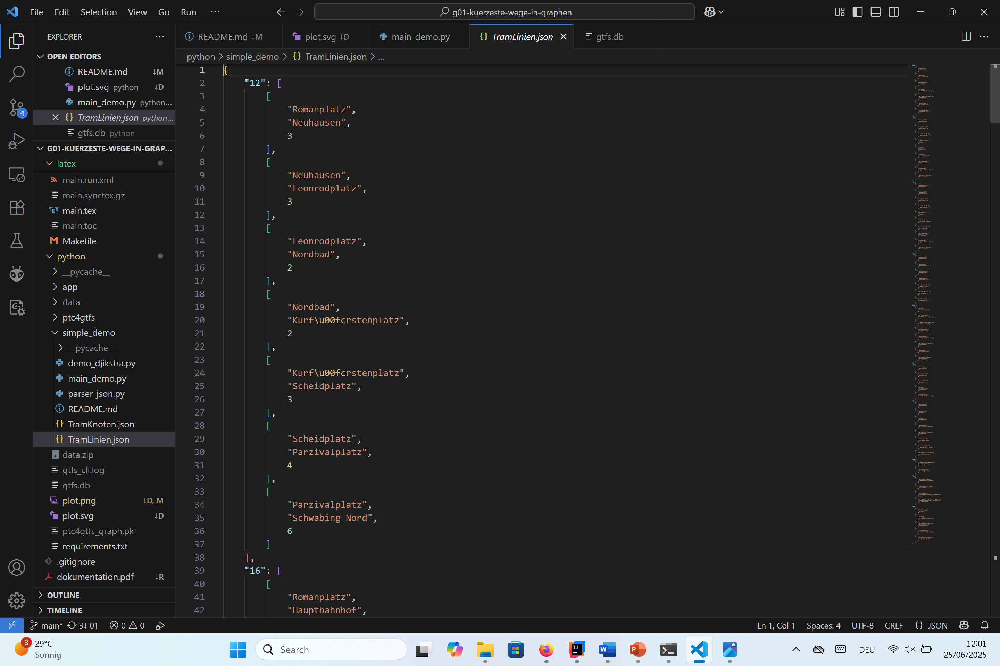 File Edit Selection View Go Run ···
g01-kuerzeste-wege-in-graphen
EXPLORER ···
OPEN EDITORS
README.md ↓M
plot.svg python ↓D
main_demo.py python...
TramLinien.json python...
gtfs.db python
G01-KUERZESTE-WEGE-IN-GRAP...
latex
main.run.xml
main.synctex.gz
main.tex
main.toc
Makefile
python
__pycache__
app
data
ptc4gtfs
simple_demo
__pycache__
demo_djikstra.py
main_demo.py
parser_json.py
README.md
TramKnoten.json
TramLinien.json
data.zip
gtfs_cli.log
gtfs.db
plot.png ↓D, M
plot.svg ↓D
ptc4gtfs_graph.pkl
requirements.txt
.gitignore
dokumentation.pdf ↓R
OUTLINE
TIMELINE
4
README.md ↓M plot.svg ↓D main_demo.py TramLinien.json gtfs.db
python > simple_demo > {} TramLinien.json > ...
1 {
2 "12": [
3 [
4 "Romanplatz",
5 "Neuhausen",
6 3
7 ],
8 [
9 "Neuhausen",
10 "Leonrodplatz",
11 3
12 ],
13 [
14 "Leonrodplatz",
15 "Nordbad",
16 2
17 ],
18 [
19 "Nordbad",
20 "Kurf\u00fcrstenplatz",
21 2
22 ],
23 [
24 "Kurf\u00fcrstenplatz",
25 "Scheidplatz",
26 3
27 ],
28 [
29 "Scheidplatz",
30 "Parzivalplatz",
31 4
32 ],
33 [
34 "Parzivalplatz",
35 "Schwabing Nord",
36 6
37 ]
38 ],
39 "16": [
40 [
41 "Romanplatz",
42 "Hauptbahnhof",
main* 3↓ 0↑ 0 0
Ln 1, Col 1 Spaces: 4 UTF-8 CRLF {} JSON
3
29°C
Sonnig
Search
DEU
12:01
25/06/2025